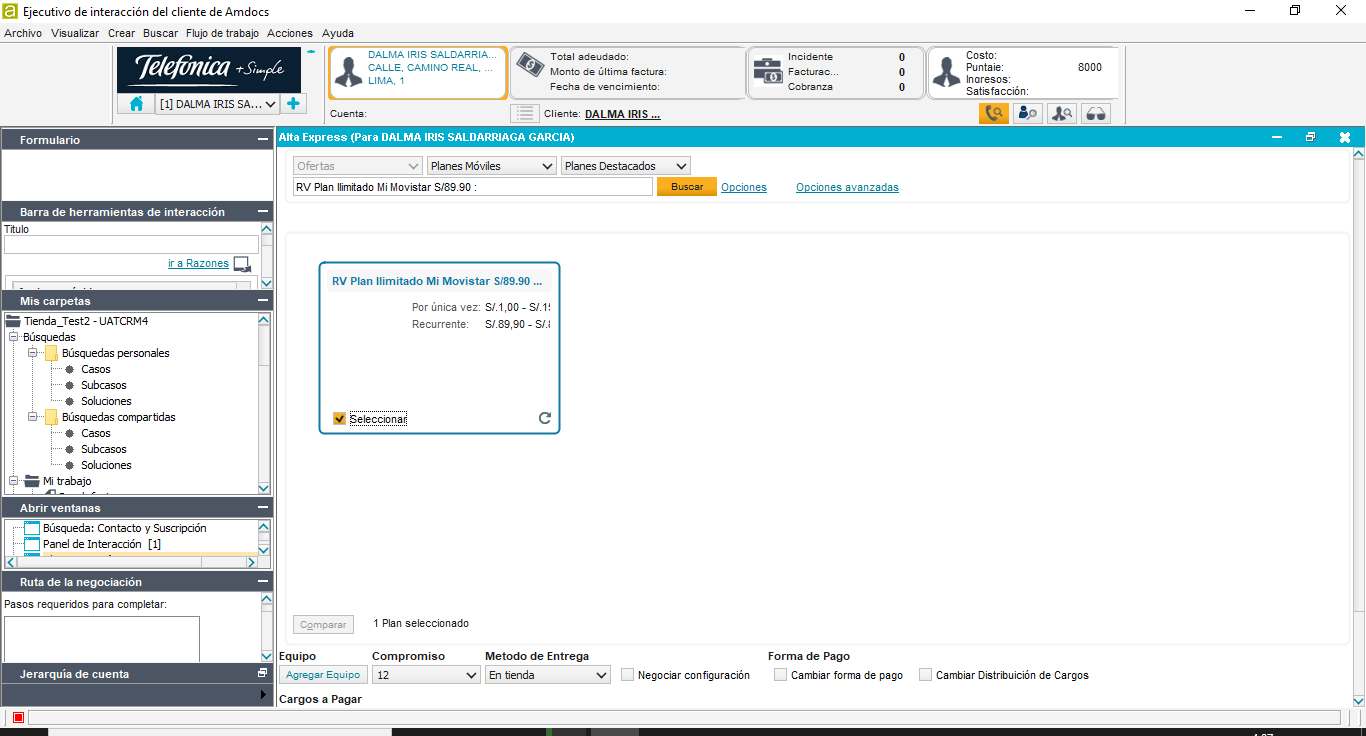 Ejecutivo de interacción del cliente de Amdocs
Archivo Visualizar Crear Buscar Flujo de trabajo Acciones Ayuda
Telefónica +Simple
[1] DALMA IRIS SA...
DALMA IRIS SALDARRIA...
CALLE, CAMINO REAL, ...
LIMA, 1
Total adeudado:
Monto de última factura:
Fecha de vencimiento:
Incidente 0
Facturac... 0
Cobranza 0
Costo:
Puntaie: 8000
Ingresos:
Satisfacción:
Cuenta:
Cliente: DALMA IRIS ...
Formulario
Barra de herramientas de interacción
Título
ir a Razones
Mis carpetas
Tienda_Test2 - UATCRM4
Búsquedas
Búsquedas personales
Casos
Subcasos
Soluciones
Búsquedas compartidas
Casos
Subcasos
Soluciones
Mi trabajo
Abrir ventanas
Búsqueda: Contacto y Suscripción
Panel de Interacción [1]
Ruta de la negociación
Pasos requeridos para completar:
Jerarquía de cuenta
Alta Express (Para DALMA IRIS SALDARRIAGA GARCIA)
Ofertas Planes Móviles Planes Destacados
RV Plan Ilimitado Mi Movistar S/89.90 : Buscar Opciones Opciones avanzadas
RV Plan Ilimitado Mi Movistar S/89.90 ...
Por única vez: S/.1,00 - S/.1
Recurrente: S/.89,90 - S/.
Seleccionar
Comparar 1 Plan seleccionado
Equipo Compromiso Metodo de Entrega Forma de Pago
Agregar Equipo 12 En tienda Negociar configuración Cambiar forma de pago Cambiar Distribuición de Cargos
Cargos a Pagar